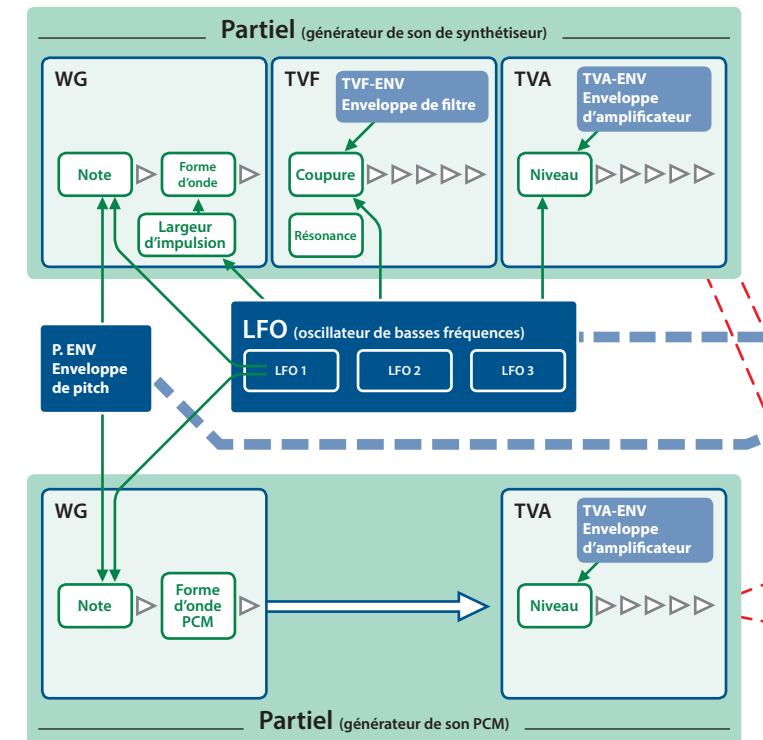 Partiel (générateur de son de synthétiseur)
WG
TVF
TVF-ENV
Enveloppe de filtre
TVA
TVA-ENV
Enveloppe
d'amplificateur
Note
Forme
d'onde
Coupure
Niveau
Largeur
d'impulsion
Résonance
P. ENV
Enveloppe
de pitch
LFO (oscillateur de basses fréquences)
LFO 1
LFO 2
LFO 3
WG
TVA
TVA-ENV
Enveloppe
d'amplificateur
Note
Forme
d'onde
PCM
Niveau
Partiel (générateur de son PCM)